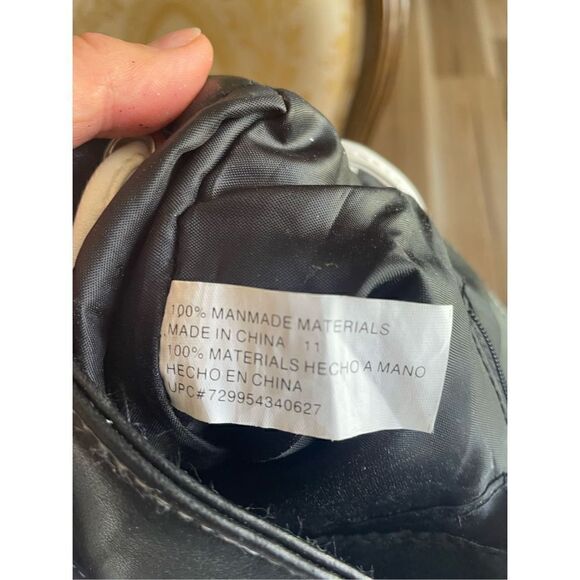 100% MANMADE MATERIALS
MADE IN CHINA 11
100% MATERIALS HECHO A MANO
HECHO EN CHINA
UPC#729954340627